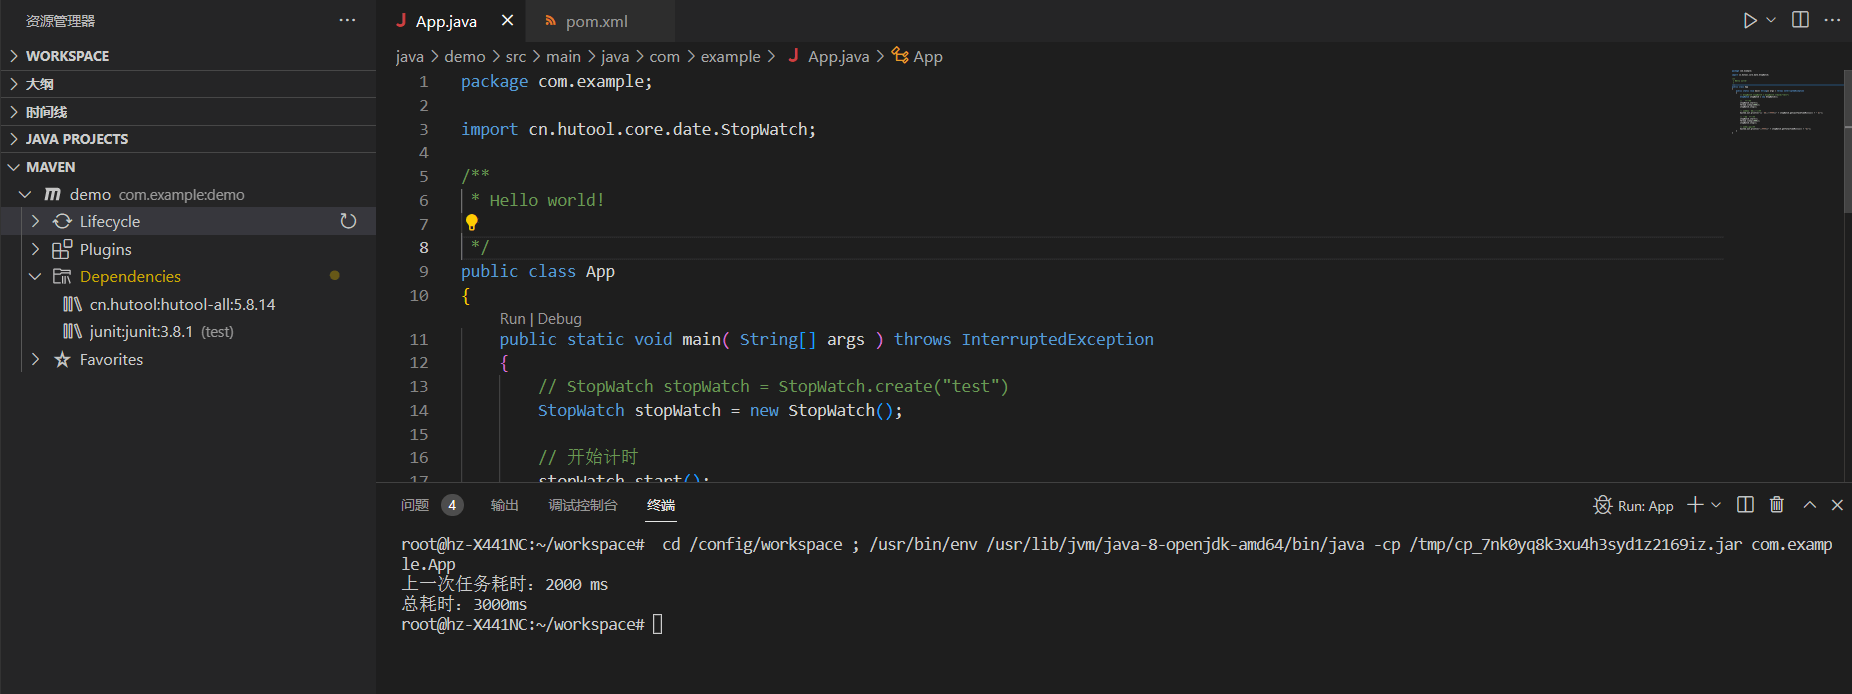 资源管理器
WORKSPACE
大纲
时间线
JAVA PROJECTS
MAVEN
demo com.example:demo
Lifecycle
Plugins
Dependencies
cn.hutool:hutool-all:5.8.14
junit:junit:3.8.1 (test)
Favorites
App.java
pom.xml
java > demo > src > main > java > com > example > J App.java > App
1 package com.example;
2
3 import cn.hutool.core.date.StopWatch;
4
5 /**
6 * Hello world!
7
8 */
9 public class App
10 {
Run | Debug
11 public static void main( String[] args ) throws InterruptedException
12 {
13 // StopWatch stopWatch = StopWatch.create("test")
14 StopWatch stopWatch = new StopWatch();
15
16 // 开始计时
17 stopWatch.start();
问题 4 输出 调试控制台 终端
Run: App
root@hz-X441NC:~/workspace# cd /config/workspace ; /usr/bin/env /usr/lib/jvm/java-8-openjdk-amd64/bin/java -cp /tmp/cp_7nk0yq8k3xu4h3syd1z2169iz.jar com.examp
le.App
上一次任务耗时: 2000 ms
总耗时: 3000ms
root@hz-X441NC:~/workspace#